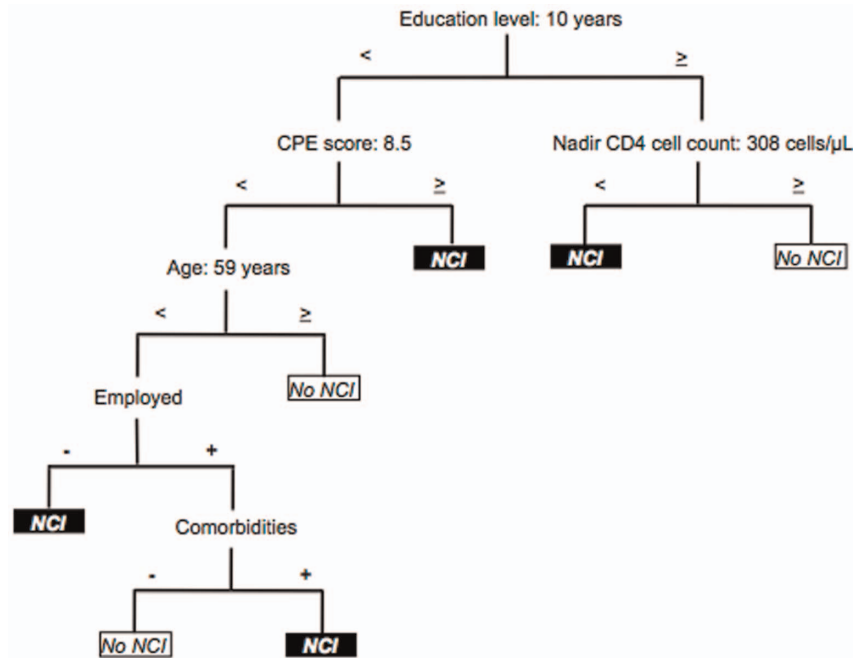 Education level: 10 years
< ≥
CPE score: 8.5 Nadir CD4 cell count: 308 cells/µL
< ≥ < ≥
NCI NCI No NCI
Age: 59 years
< ≥
No NCI
Employed
- +
NCI
Comorbidities
- +
No NCI NCI